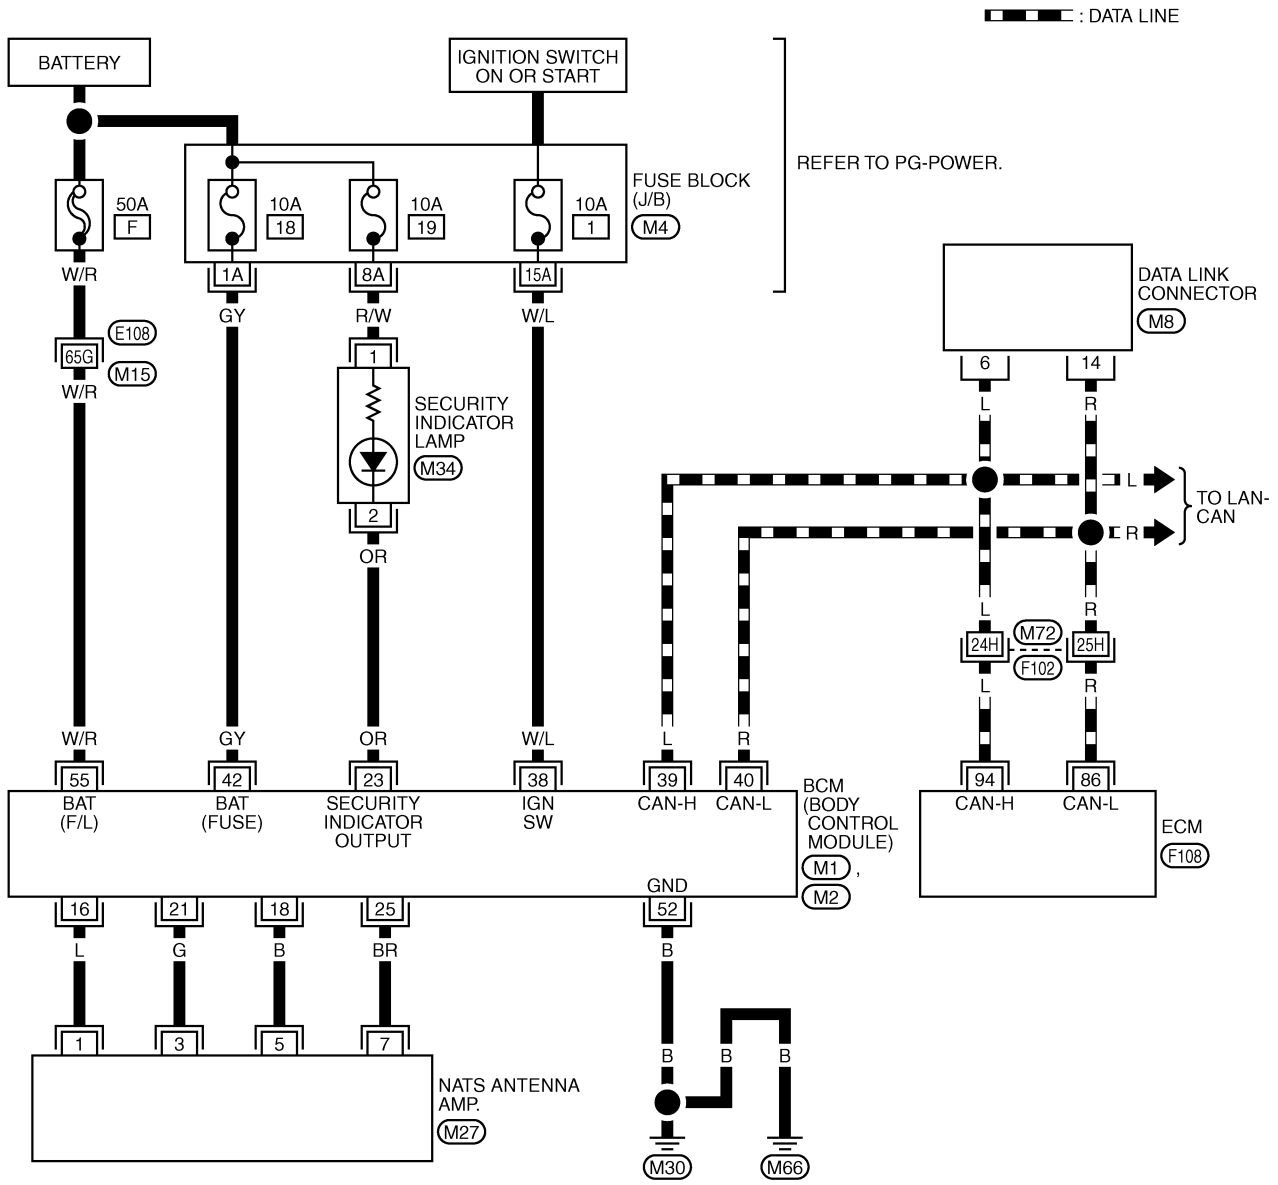 : DATA LINE
BATTERY
IGNITION SWITCH
ON OR START
REFER TO PG-POWER.
50A
F
10A
18
10A
19
10A
1
FUSE BLOCK
(J/B)
M4
W/R
1A
8A
15A
GY
R/W
W/L
E108
65G
M15
W/R
1
SECURITY
INDICATOR
LAMP
M34
2
OR
DATA LINK
CONNECTOR
M8
6
14
L
R
L
R
TO LAN-
CAN
L
R
24H
M72
F102
25H
L
R
W/R
GY
OR
W/L
L
R
55
42
23
38
39
40
94
86
BAT
(F/L)
BAT
(FUSE)
SECURITY
INDICATOR
OUTPUT
IGN
SW
CAN-H
CAN-L
BCM
(BODY
CONTROL
MODULE)
M1 ,
M2
CAN-H
CAN-L
ECM
F108
GND
16
21
18
25
52
L
G
B
BR
B
1
3
5
7
B
B
B
NATS ANTENNA
AMP.
M27
M30
M66